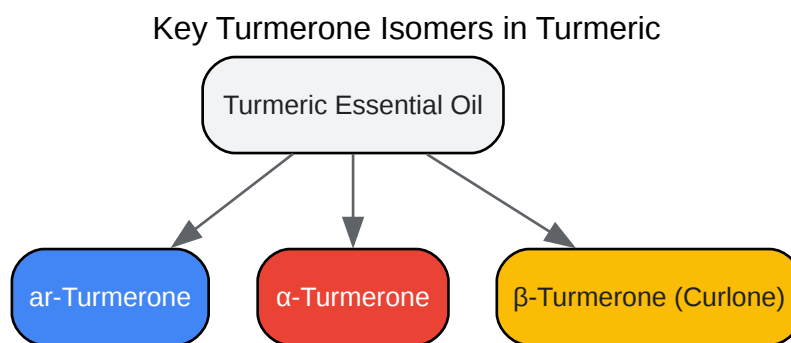 Key Turmerone Isomers in Turmeric
Turmeric Essential Oil
ar-Turmerone
α-Turmerone
β-Turmerone (Curlone)